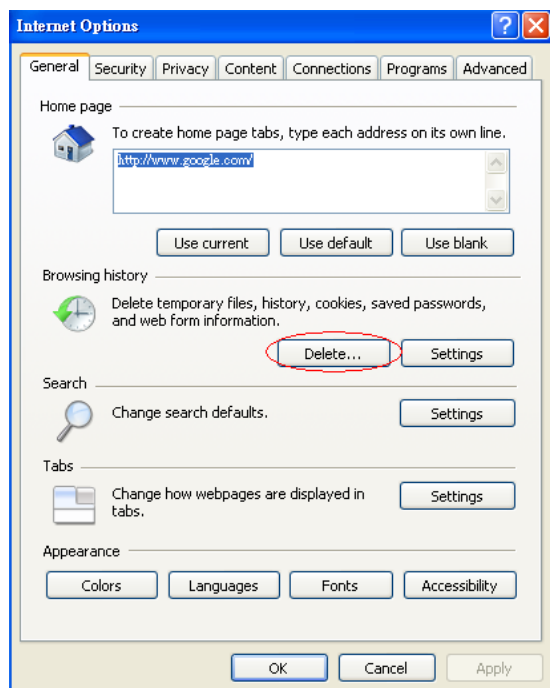 Internet Options
General Security Privacy Content Connections Programs Advanced
Home page
To create home page tabs, type each address on its own line.
http://www.google.com/
Use current Use default Use blank
Browsing history
Delete temporary files, history, cookies, saved passwords,
and web form information.
Delete... Settings
Search
Change search defaults. Settings
Tabs
Change how webpages are displayed in
tabs.
Settings
Appearance
Colors Languages Fonts Accessibility
OK Cancel Apply